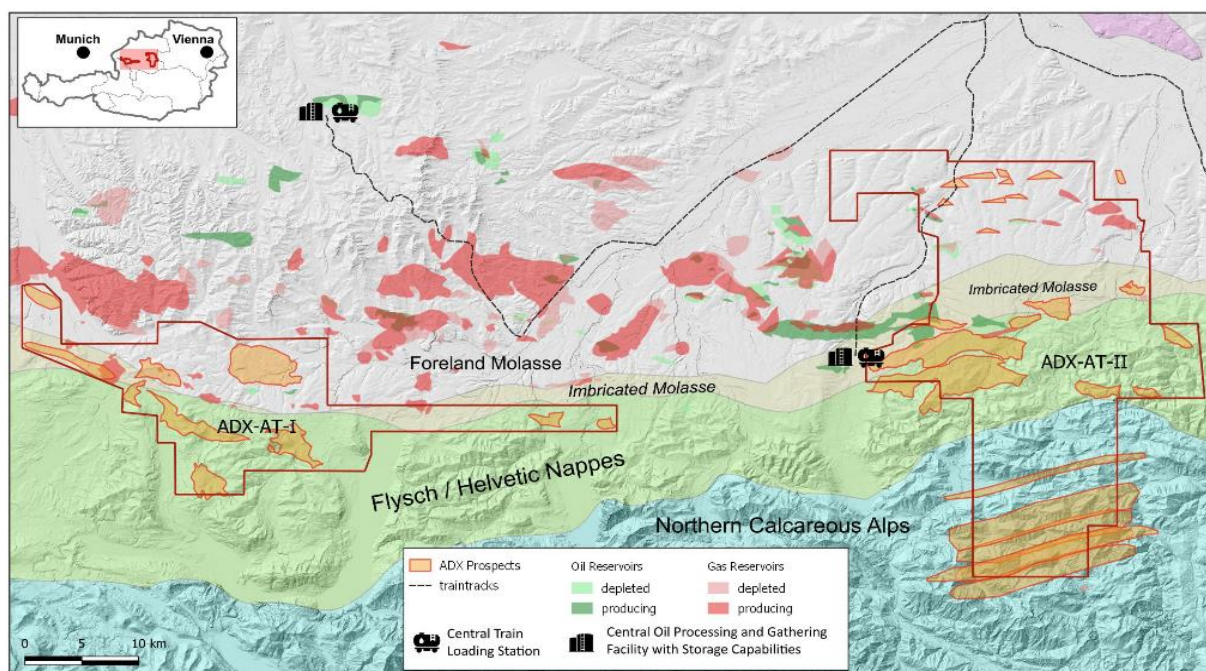 Munich
Vienna
Imbricated Molasse
Foreland Molasse
ADX-AT-II
Imbricated Molasse
ADX-AT-I
Flysch / Helvetic Nappes
Northern Calcareous Alps
ADX Prospects
traintracks
Oil Reservoirs
depleted
producing
Gas Reservoirs
depleted
producing
Central Train
Loading Station
Central Oil Processing and Gathering
Facility with Storage Capabilities
0 5 10 km